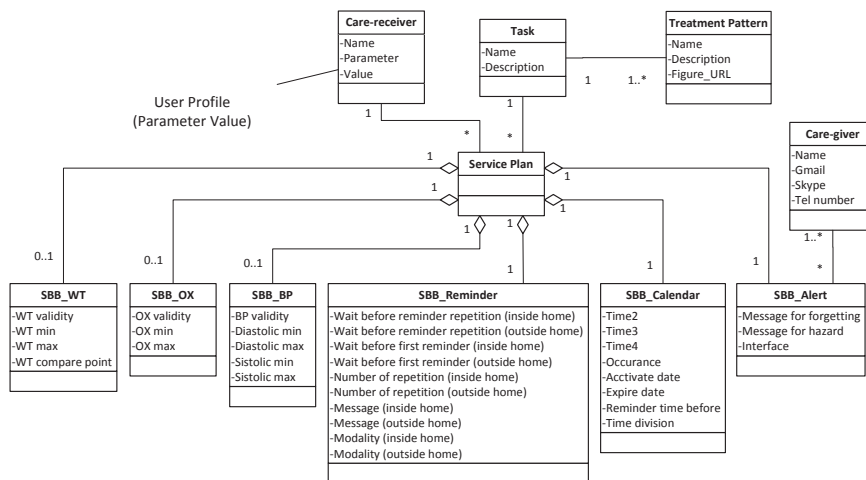 Care-receiver
-Name
-Parameter
-Value
Task
-Name
-Description
Treatment Pattern
-Name
-Description
-Figure_URL
1
1..*
User Profile
(Parameter Value)
1
*
1
*
Care-giver
-Name
-Gmail
-Skype
-Tel number
1..*
*
Service Plan
1
1
1
1
1
1
0..1
0..1
0..1
1
1
1
SBB_WT
-WT validity
-WT min
-WT max
-WT compare point
SBB_OX
-OX validity
-OX min
-OX max
SBB_BP
-BP validity
-Diastolic min
-Diastolic max
-Sistolic min
-Sistolic max
SBB_Reminder
-Wait before reminder repetition (inside home)
-Wait before reminder repetition (outside home)
-Wait before first reminder (inside home)
-Wait before first reminder (outside home)
-Number of repetition (inside home)
-Number of repetition (outside home)
-Message (inside home)
-Message (outside home)
-Modality (inside home)
-Modality (outside home)
SBB_Calendar
-Time2
-Time3
-Time4
-Occurance
-Acctivate date
-Expire date
-Reminder time before
-Time division
SBB_Alert
-Message for forgetting
-Message for hazard
-Interface